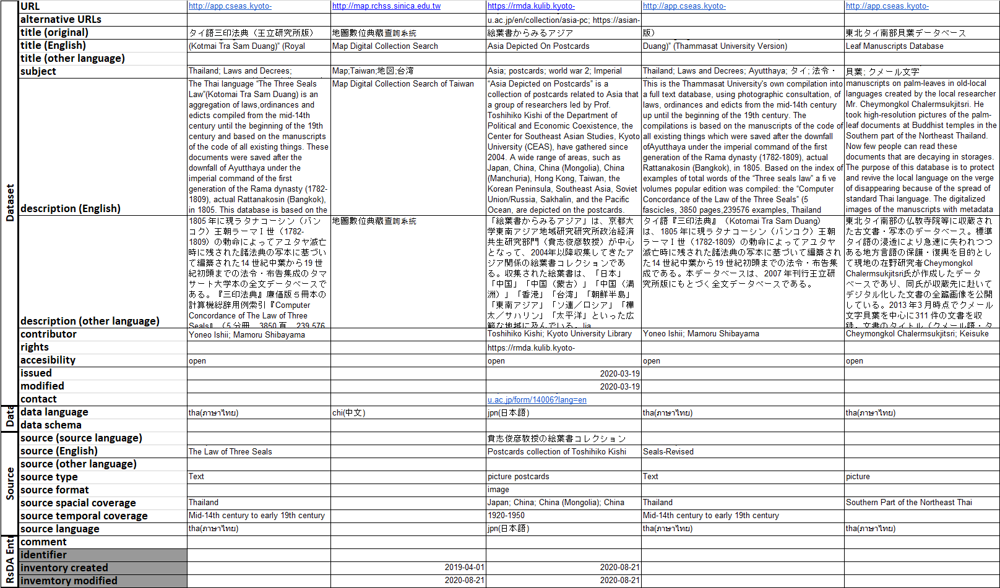 URL
http://app.cseas.kyoto-
http://map.rchss.sinica.edu.tw
https://rmda.kulib.kyoto-
http://app.cseas.kyoto-
http://app.cseas.kyoto-
alternative URLs
u.ac.jp/en/collection/asia-pc; https://asian-
title (original)
タイ語三印法典（王立研究所版）
地圖數位典藏查詢系統
絵葉書からみるアジア
版）
東北タイ南部貝葉データベース
title (English)
(Kotmai Tra Sam Duang)” (Royal
Map Digital Collection Search
Asia Depicted On Postcards
Duang)” (Thammasat University Version)
Leaf Manuscripts Database
title (other language)
subject
Thailand; Laws and Decrees;
Map;Taiwan;地図;台湾
Asia; postcards; world war 2; Imperial
Thailand; Laws and Decrees; Ayutthaya; タイ; 法令・
貝葉; クメール文字
Dataset
description (English)
The Thai language “The Three Seals
Law”(Kotomai Tra Sam Duang) is an
aggregation of laws,ordinances and
edicts compiled from the mid-14th
century until the beginning of the 19th
century and based on the manuscripts
of the code of all existing things. These
documents were saved after the
downfall of Ayutthaya under the
imperial command of the first
generation of the Rama dynasty (1782-
1809), actual Rattanakosin (Bangkok),
in 1805. This database is based on the
Map Digital Collection Search of Taiwan
“Asia Depicted on Postcards” is a
collection of postcards related to Asia that
a group of researchers led by Prof.
Toshihiko Kishi of the Department of
Political and Economic Coexistence, the
Center for Southeast Asian Studies, Kyoto
University (CEAS), have gathered since
2004. A wide range of areas, such as
Japan, China, China (Mongolia), China
(Manchuria), Hong Kong, Taiwan, the
Korean Peninsula, Southeast Asia, Soviet
Union/Russia, Sakhalin, and the Pacific
Ocean, are depicted on the postcards.
This is the Thammasat University's own compilation into
a full text database, using photographic consultation, of
laws, ordinances and edicts from the mid-14th century
up until the beginning of the 19th century. The
compilations is based on the manuscripts of the code of
all existing things which were saved after the downfall
ofAyutthaya under the imperial command of the first
generation of the Rama dynasty (1782-1809), actual
Rattanakosin (Bangkok), in 1805. Based on the index of
examples of total words of the “Three seals law” a fi ve
volumes popular edition was compiled: the “Computer
Concordance of the Law of the Three Seals” (5
fascicles, 3850 pages,239576 examples, Thailand
manuscripts on palm-leaves in old-local
languages created by the local researcher
Mr. Cheymongkol Chalermsukjitsri. He
took high-resolution pictures of the palm-
leaf documents at Buddhist temples in the
Southern part of the Northeast Thailand.
Now few people can read these
documents that are decaying in storages.
The purpose of this database is to protect
and revive the local language on the verge
of disappearing because of the spread of
standard Thai language. The digitalized
images of the manuscripts with metadata
description (other language)
1805 年に現ラタナコーシン（バン
コク）王朝ラーマⅠ世（1782-
1809）の勅命によってアユタヤ滅亡
時に残された諸法典の写本に基づい
て編纂された14 世紀中葉から19 世
紀初頭までの法令・布告集成のタマ
サート大学本の全文データベースで
ある。『三印法典』廉価版５冊本の
計算機総辞用例索引『Computer
Concordance of The Law of Three
Seals』（5 分冊、3850 頁、239,576
地圖數位典藏查詢系統
「絵葉書からみるアジア」は、京都大
学東南アジア地域研究研究所政治経済
共生研究部門（貴志俊彦教授）が中心
となって、2004年以降収集してきたア
ジア関係の絵葉書コレクションであ
る。収集された絵葉書は、「日本」
「中国」「中国（蒙古）」「中国（満
洲）」「香港」「台湾」「朝鮮半島」
「東南アジア」「ソ連／ロシア」「樺
太／サハリン」「太平洋」といった広
範な地域に及んでいる。lia
タイ語『三印法典』（Kotomai Tra Sam Duang）
は、1805 年に現ラタナコーシン（バンコク）王朝
ラーマⅠ世（1782-1809）の勅命によってアユタヤ
滅亡時に残された諸法典の写本に基づいて編纂され
た14 世紀中葉から19 世紀初頭までの法令・布告集
成である。本データベースは、2007 年刊行王立研
究所版にもとづく全文データベースである。
東北タイ南部の仏教寺院等に収蔵され
た古文書・写本のデータベース。標準
タイ語の浸透により急速に失われつつ
ある地方言語の保護・復興を目的とし
て現地の在野研究者Cheymongkol
Chalermsukjitsri氏が作成したデータ
ベースであり、同氏が収蔵先に赴いて
デジタル化した文書の全篇画像を公開
している。2013 年3 月時点でクメール
文字貝葉を中心に311 件の文書を収
録。文書のタイトル（クメール語・タ
contributor
Yoneo Ishii; Mamoru Shibayama
Toshihiko Kishi; Kyoto University Library
Yoneo Ishii; Mamoru Shibayama
Cheymongkol Chalermsukjitsri; Keisuke
rights
https://rmda.kulib.kyoto-
accesibility
open
open
open
open
issued
2020-03-19
modified
2020-03-19
contact
u.ac.jp/form/14006?lang=en
Data
data language
tha(ภาษาไทย)
chi(中文)
jpn(日本語)
tha(ภาษาไทย)
tha(ภาษาไทย)
data schema
Source
source (source language)
貴志俊彦教授の絵葉書コレクション
source (English)
The Law of Three Seals
Postcards collection of Toshihiko Kishi
Seals-Revised
source (other language)
source type
Text
picture postcards
Text
picture
source format
image
source spacial coverage
Thailand
Japan; China; China (Mongolia); China
Thailand
Southern Part of the Northeast Thai
source temporal coverage
Mid-14th century to early 19th century
1920-1950
Mid-14th century to early 19th century
source language
tha(ภาษาไทย)
jpn(日本語)
tha(ภาษาไทย)
tha(ภาษาไทย)
RsDA Ent
comment
identifier
inventory created
2019-04-01
2020-08-21
invemtory modified
2020-08-21
2020-08-21